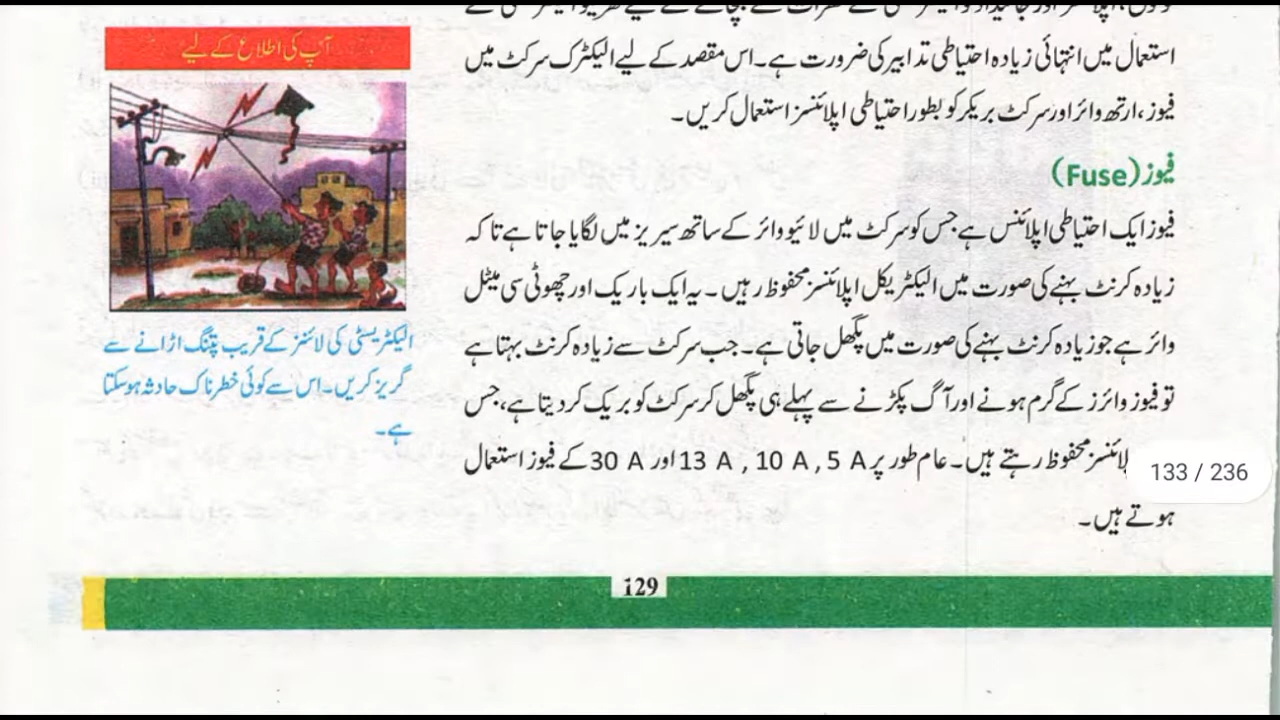 استعمال میں انتہائی زیادہ احتیاطی تدابیر کی ضرورت ہے۔ اس مقصد کے لیے الیکٹرک سرکٹ میں
فیوز، ارتھ وائر اور سرکٹ بریکر کو بطور احتیاطی اپلائنسز استعمال کریں۔
فیوز (Fuse)
فیوز ایک احتیاطی اپلائنس ہے جس کو سرکٹ میں لائیو وائر کے ساتھ سیریز میں لگایا جاتا ہے تاکہ
زیادہ کرنٹ بہنے کی صورت میں الیکٹریکل اپلائنسز محفوظ رہیں۔ یہ ایک باریک اور چھوٹی سی میٹل
وائر ہے جو زیادہ کرنٹ بہنے کی صورت میں پگھل جاتی ہے۔ جب سرکٹ سے زیادہ کرنٹ بہتا ہے
تو فیوز وائرز کے گرم ہونے اور آگ پکڑنے سے پہلے ہی پگھل کر سرکٹ کو بریک کر دیتا ہے، جس
محفوظ رہتے ہیں۔ عام طور پر 5 A , 10 A , 13 A اور 30 A کے فیوز استعمال
ہوتے ہیں۔
آپ کی اطلاع کے لیے
الیکٹریسٹی کی لائنز کے قریب پتنگ اڑانے سے
گریز کریں۔ اس سے کوئی خطرناک حادثہ ہو سکتا
ہے۔
133 / 236
129